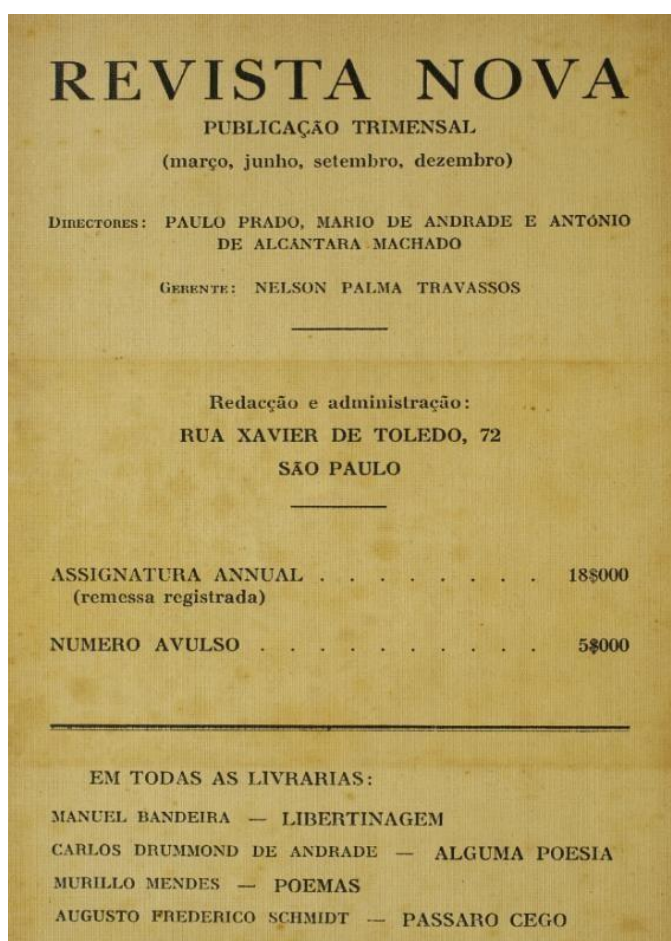 REVISTA NOVA
PUBLICAÇÃO TRIMENSAL
(março, junho, setembro, dezembro)
DIRECTORES: PAULO PRADO, MARIO DE ANDRADE E ANTÓNIO
DE ALCÂNTARA MACHADO
GERENTE: NELSON PALMA TRAVASSOS
Redacção e administração:
RUA XAVIER DE TOLEDO, 72
SÃO PAULO
ASSIGNATURA ANNUAL . . . . . . . . 18$000
(remessa registrada)
NUMERO AVULSO . . . . . . . . . . 5$000
EM TODAS AS LIVRARIAS:
MANUEL BANDEIRA — LIBERTINAGEM
CARLOS DRUMMOND DE ANDRADE — ALGUMA POESIA
MURILLO MENDES — POEMAS
AUGUSTO FREDERICO SCHMIDT — PASSARO CEGO